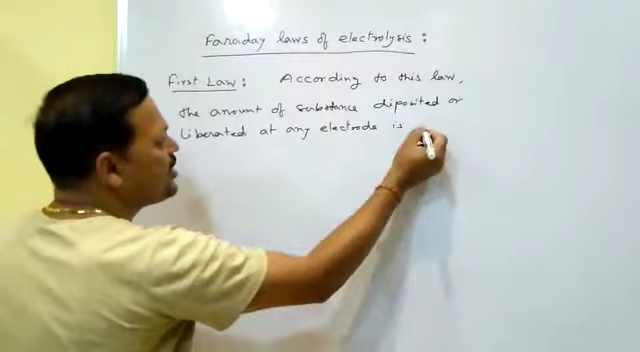 Faraday laws of electrolysis :
First Law : According to this law,
the amount of substance diposited or
liberated at any electrode is